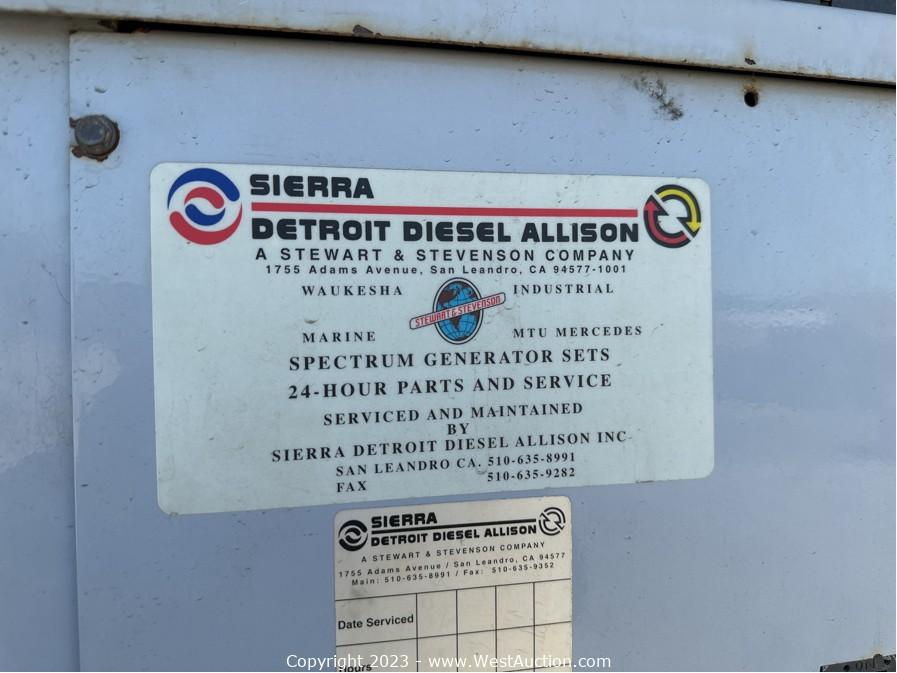 SIERRA
DETROIT DIESEL ALLISON
A STEWART & STEVENSON COMPANY
1755 Adams Avenue, San Leandro, CA 94577-1001
WAUKESHA INDUSTRIAL
STEWART & STEVENSON
MARINE MTU MERCEDES
SPECTRUM GENERATOR SETS
24-HOUR PARTS AND SERVICE
SERVICED AND MAINTAINED
BY
SIERRA DETROIT DIESEL ALLISON INC
SAN LEANDRO CA. 510-635-8991
FAX 510-635-9282
SIERRA
DETROIT DIESEL ALLISON
A STEWART & STEVENSON COMPANY
1755 Adams Avenue / San Leandro, CA 94577
Main: 510-635-8991 / Fax: 510-635-9352
Date Serviced
Hours
Copyright 2023 - www.WestAuction.com